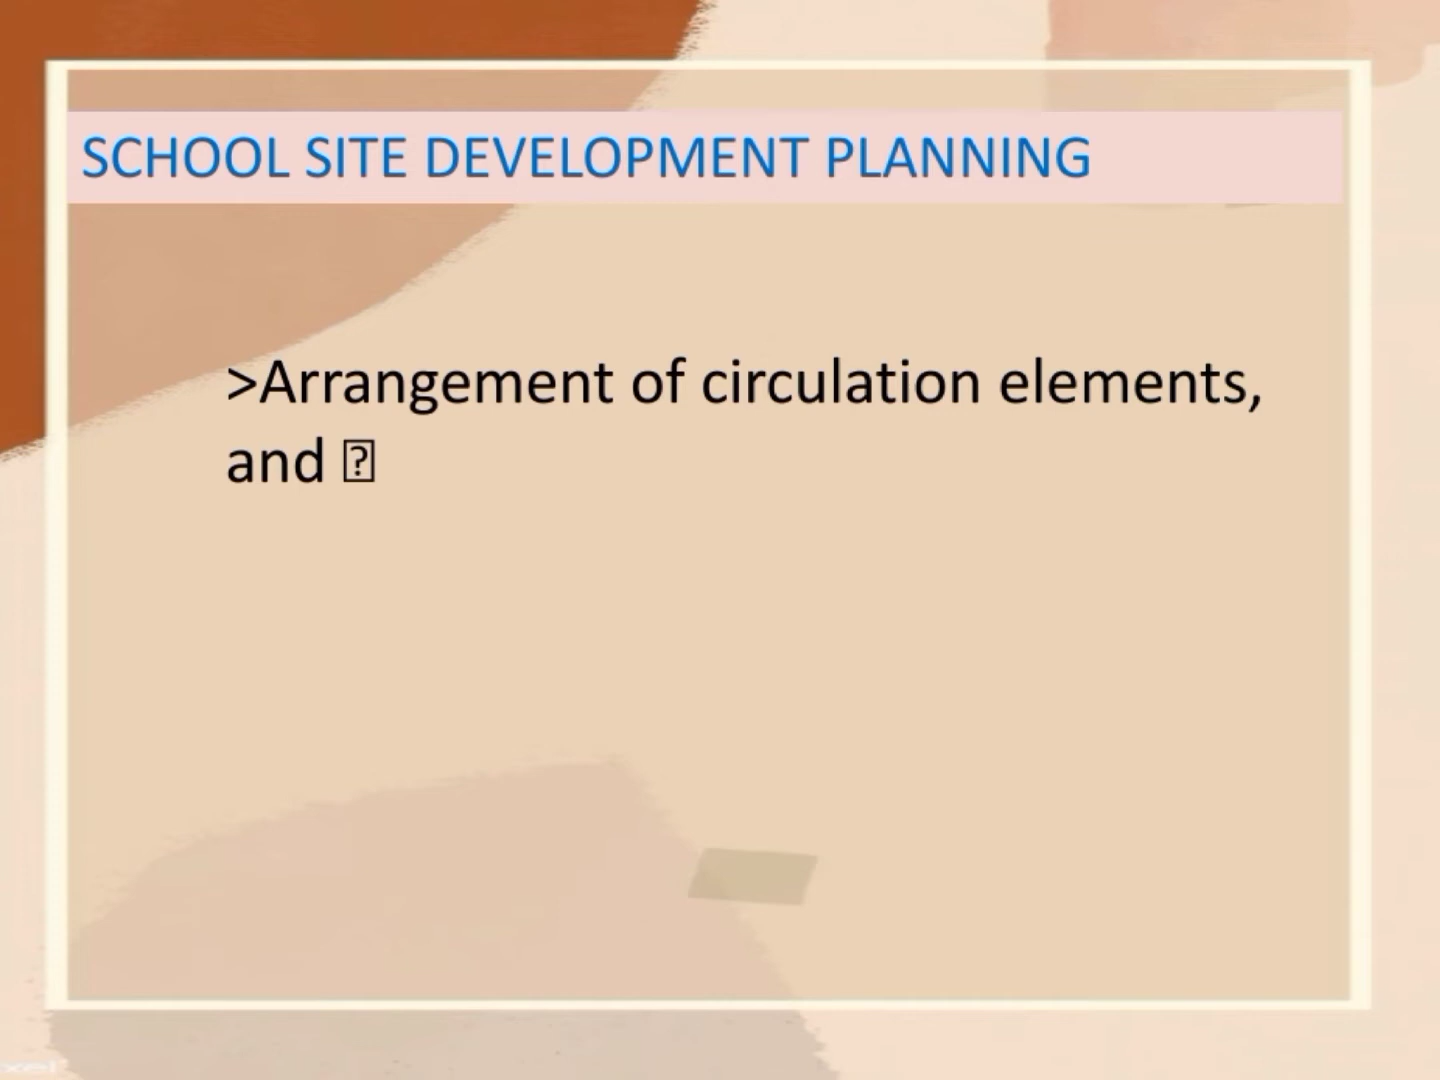 SCHOOL SITE DEVELOPMENT PLANNING
>Arrangement of circulation elements,
and �